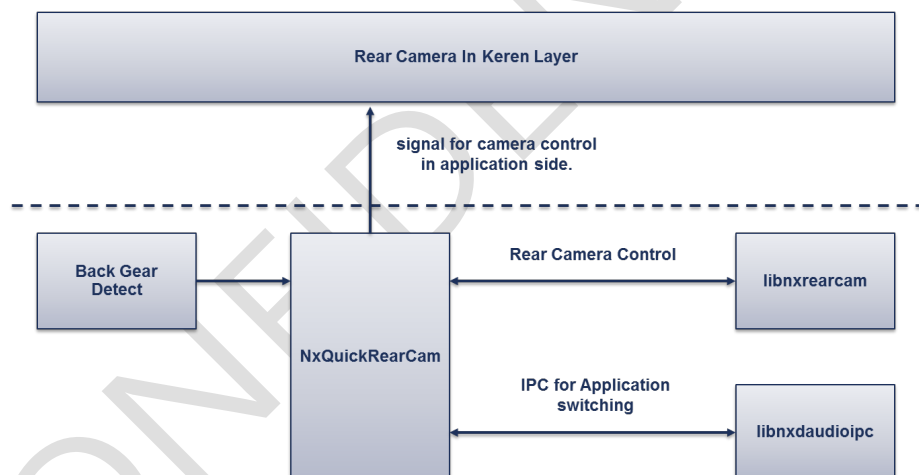 Rear Camera In Keren Layer
signal for camera control
in application side.
Back Gear
Detect
Rear Camera Control
libnxrearcam
NxQuickRearCam
IPC for Application
switching
libnxdaudioipc